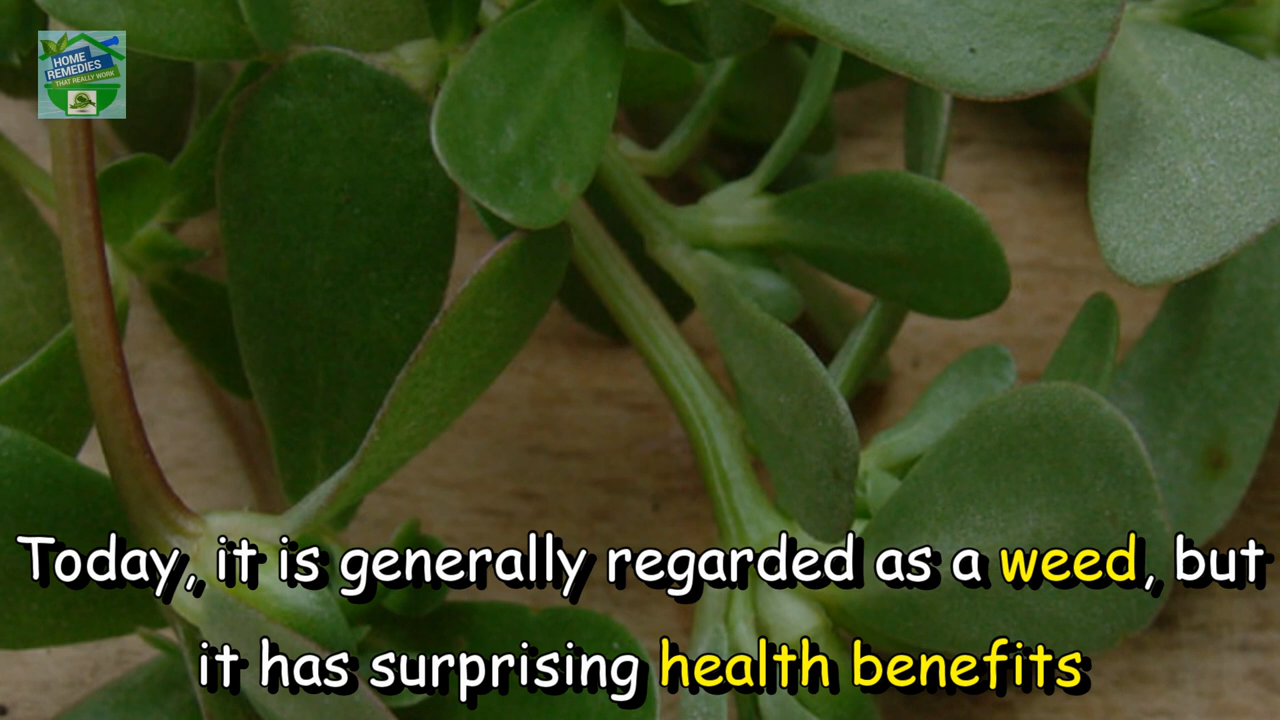 HOME
REMEDIES
THAT REALLY WORK
Today, it is generally regarded as a weed, but
it has surprising health benefits